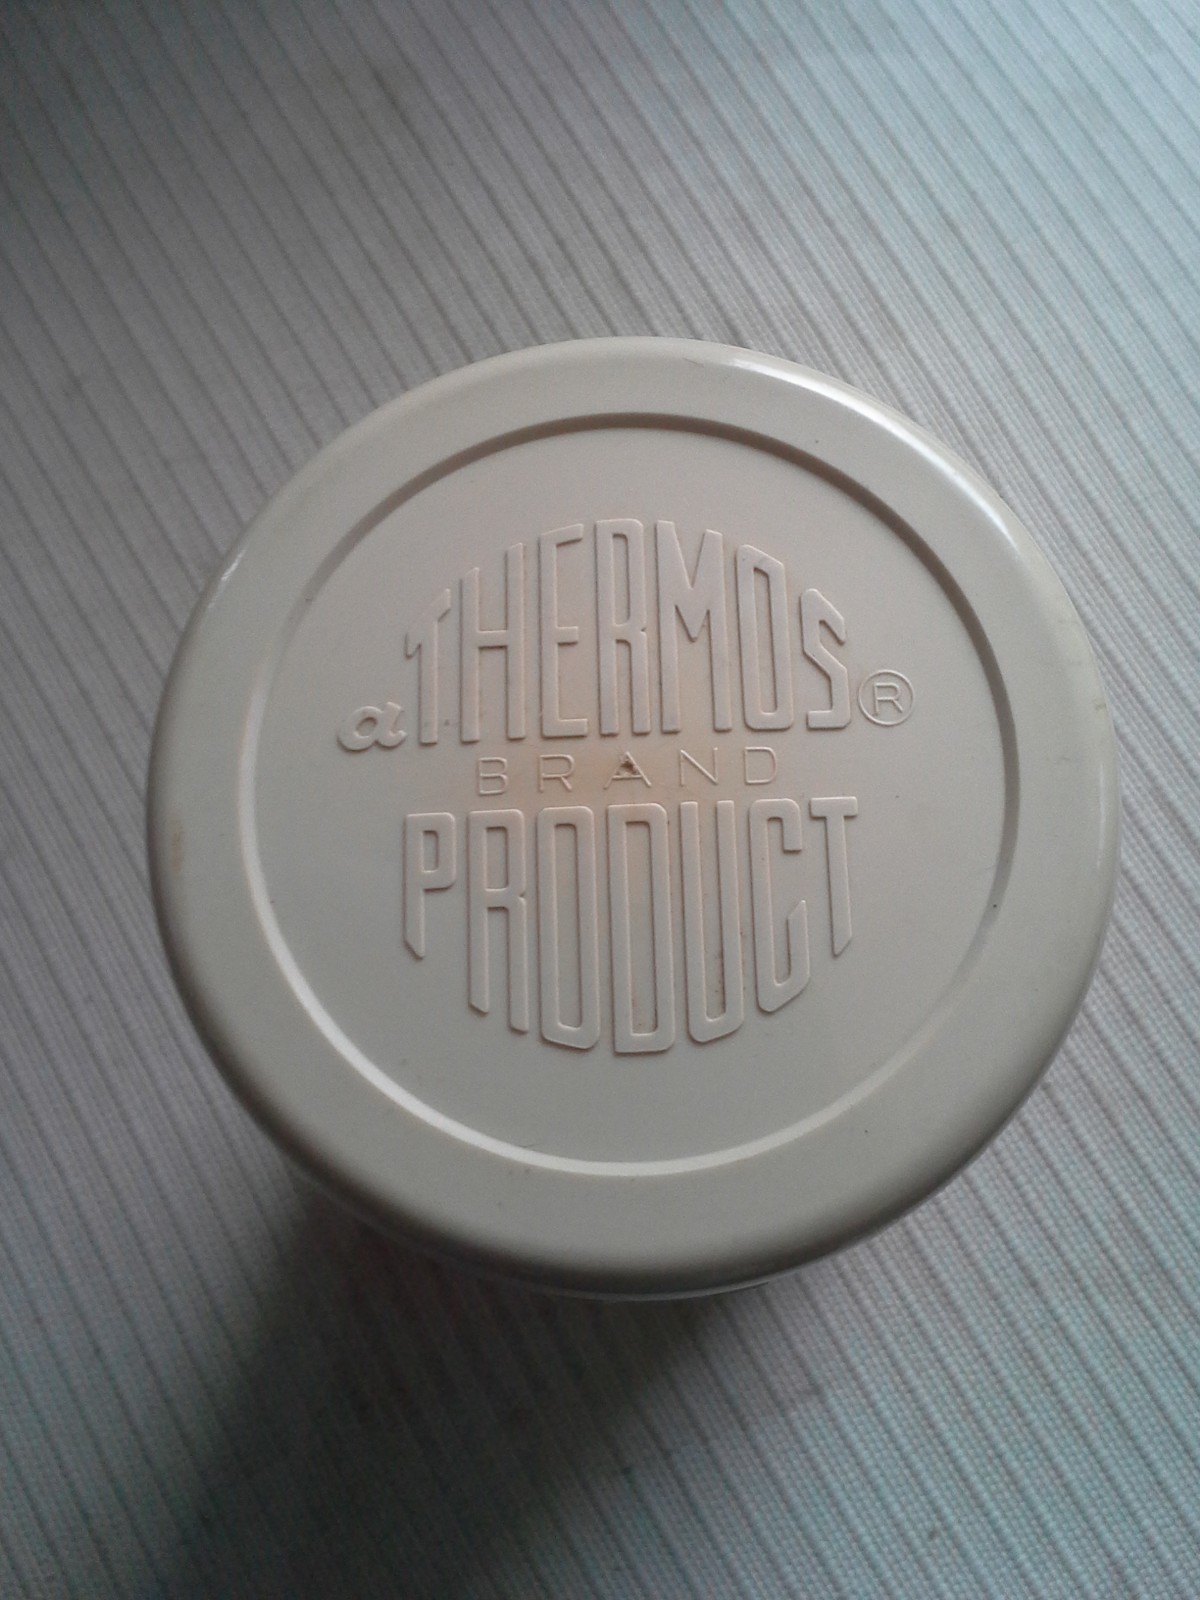 a THERMOS ®
BRAND
PRODUCT